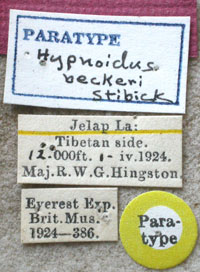 PARATYPE
Hypnoidus
beckeri
Stibick
Jelap La:
Tibetan side.
12.000ft. 1-iv.1924.
Maj.R.W.G.Hingston.
Everest Exp.
Brit.Mus.
1924—386.
Para-
type